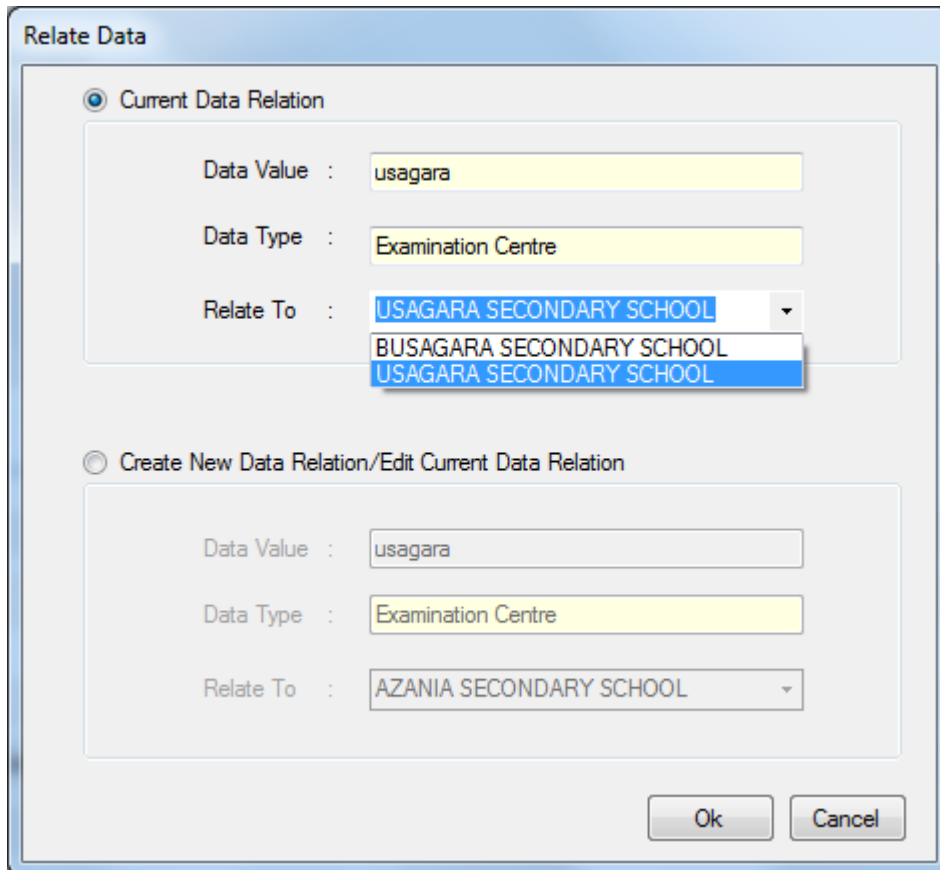 Relate Data
Current Data Relation
Data Value : usagara
Data Type : Examination Centre
Relate To : USAGARA SECONDARY SCHOOL
BUSAGARA SECONDARY SCHOOL
USAGARA SECONDARY SCHOOL
Create New Data Relation/Edit Current Data Relation
Data Value : usagara
Data Type : Examination Centre
Relate To : AZANIA SECONDARY SCHOOL
Ok Cancel